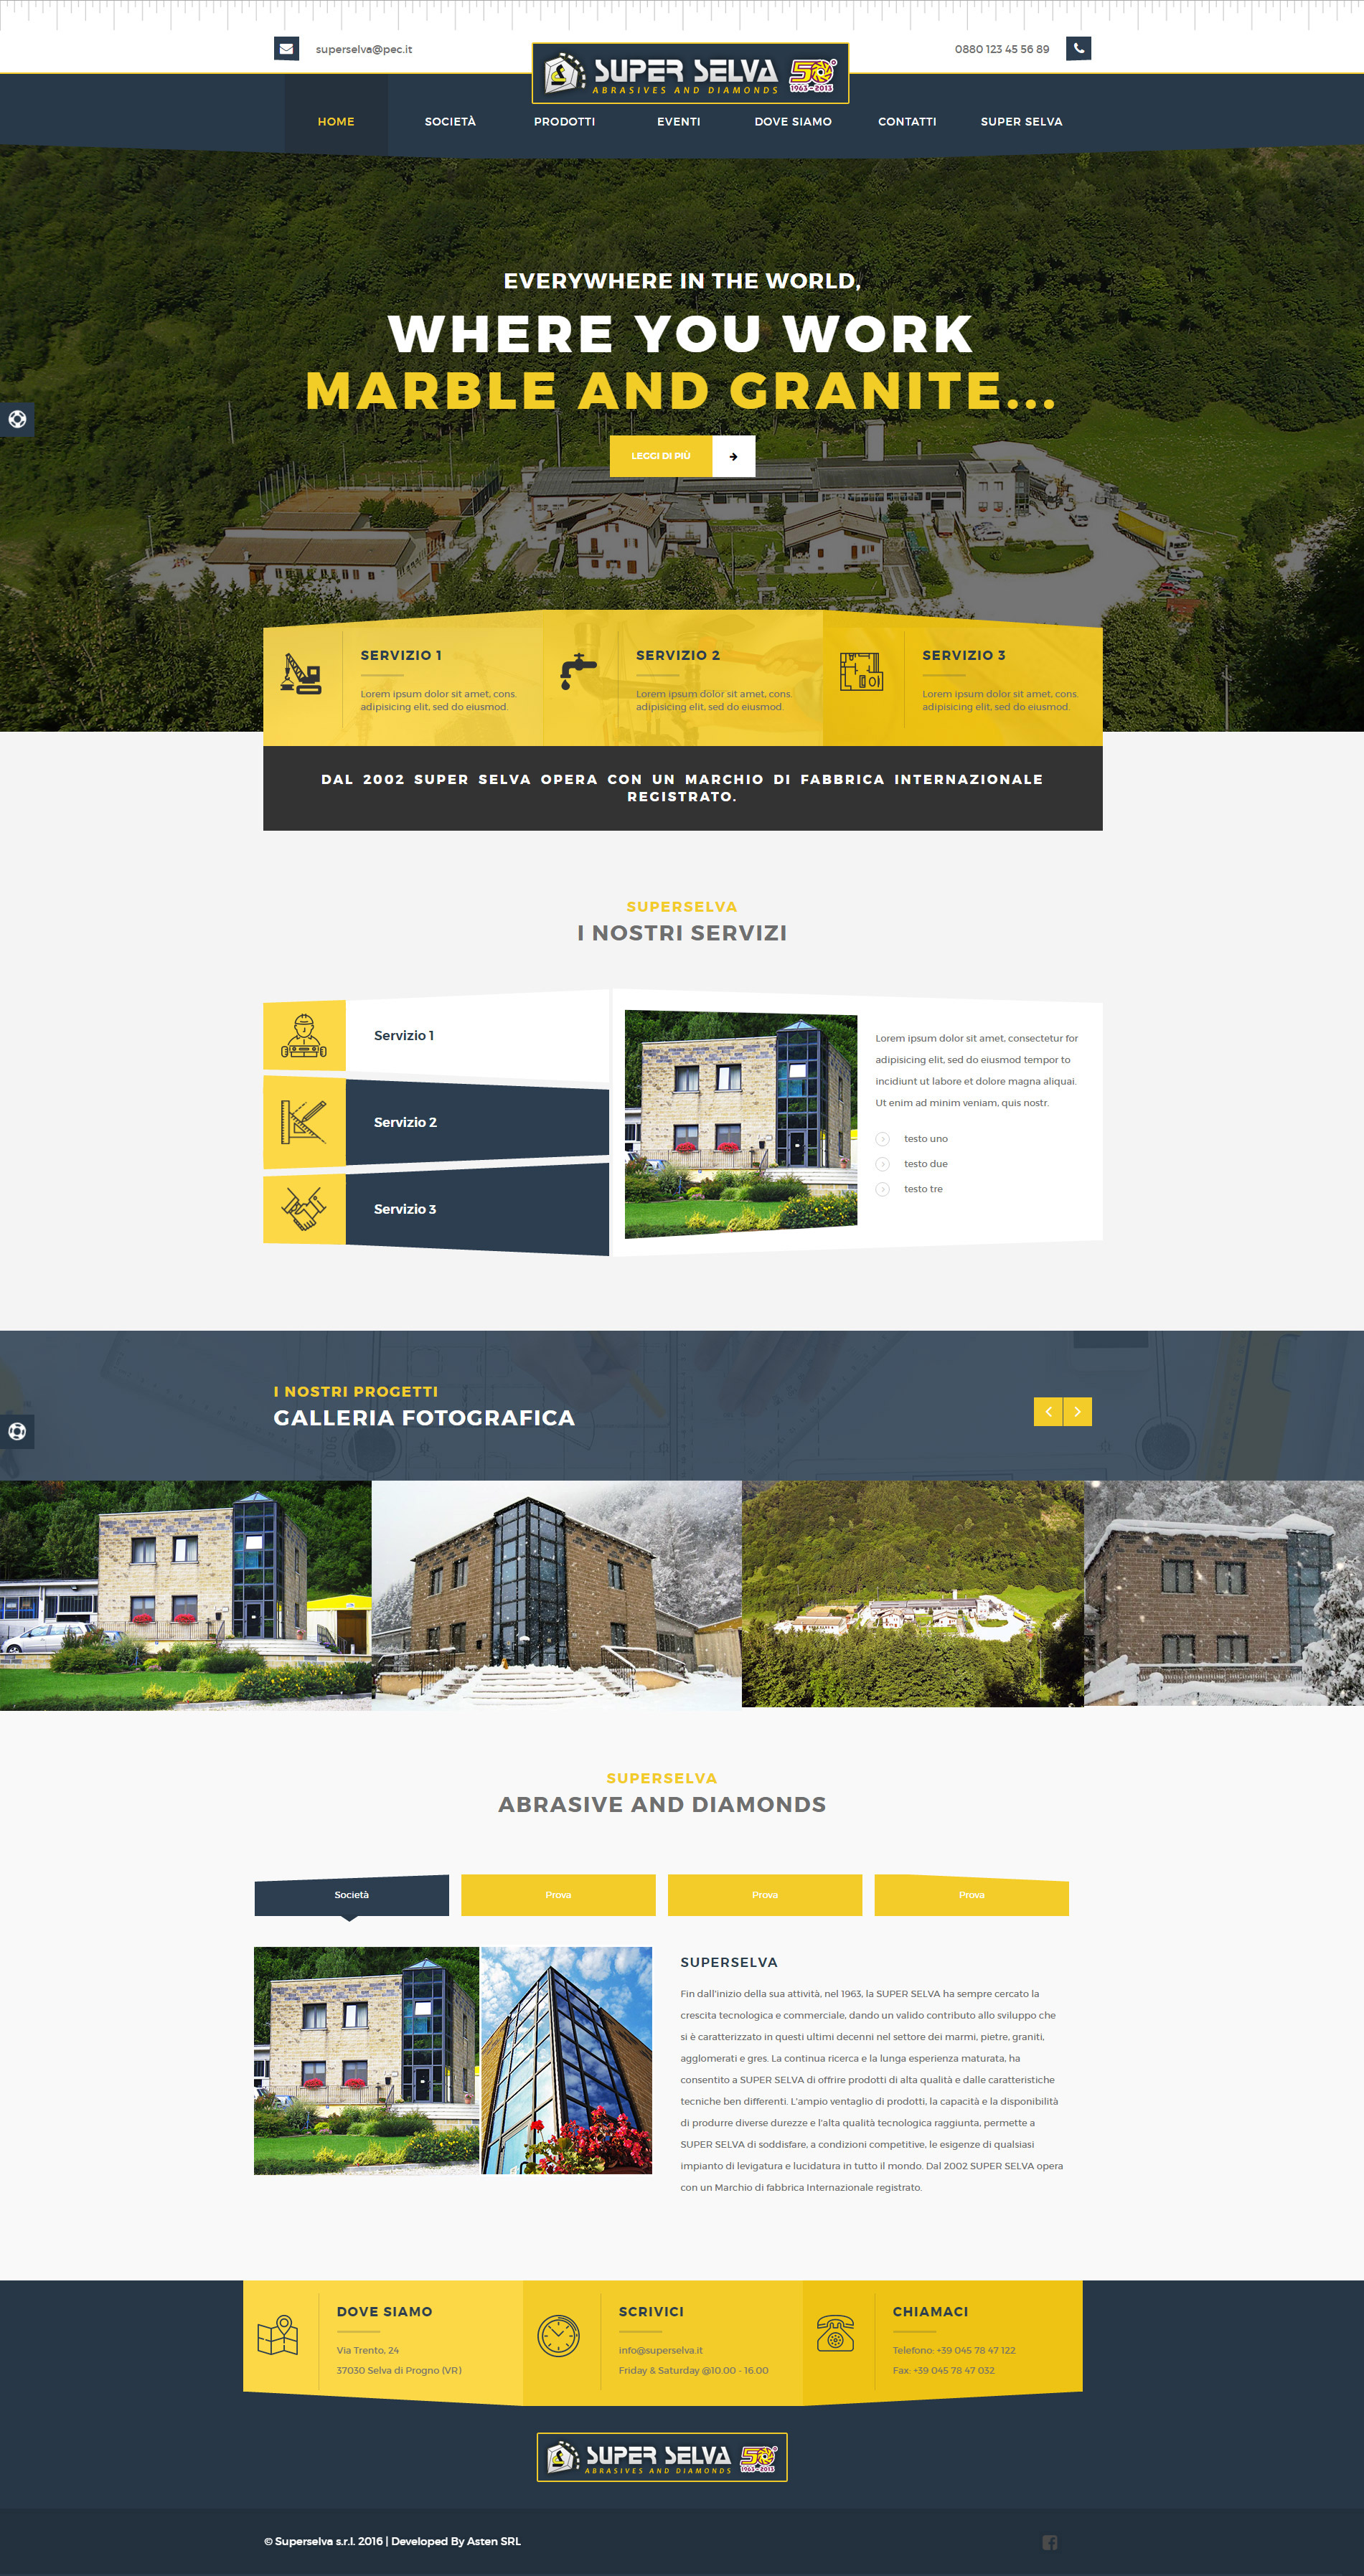 superselva@pec.it
0880 123 45 56 89
SUPER SELVA
ABRASIVES AND DIAMONDS
50°
1963-2013
HOME
SOCIETÀ
PRODOTTI
EVENTI
DOVE SIAMO
CONTATTI
SUPER SELVA
EVERYWHERE IN THE WORLD,
WHERE YOU WORK
MARBLE AND GRANITE...
LEGGI DI PIÙ
SERVIZIO 1
Lorem ipsum dolor sit amet, cons.
adipisicing elit, sed do eiusmod.
SERVIZIO 2
Lorem ipsum dolor sit amet, cons.
adipisicing elit, sed do eiusmod.
SERVIZIO 3
Lorem ipsum dolor sit amet, cons.
adipisicing elit, sed do eiusmod.
DAL 2002 SUPER SELVA OPERA CON UN MARCHIO DI FABBRICA INTERNAZIONALE
REGISTRATO.
SUPERSELVA
I NOSTRI SERVIZI
Servizio 1
Servizio 2
Servizio 3
Lorem ipsum dolor sit amet, consectetur for
adipisicing elit, sed do eiusmod tempor to
incidiunt ut labore et dolore magna aliquai.
Ut enim ad minim veniam, quis nostr.
testo uno
testo due
testo tre
I NOSTRI PROGETTI
GALLERIA FOTOGRAFICA
SUPERSELVA
ABRASIVE AND DIAMONDS
Società
Prova
Prova
Prova
SUPERSELVA
Fin dall'inizio della sua attività, nel 1963, la SUPER SELVA ha sempre cercato la
crescita tecnologica e commerciale, dando un valido contributo allo sviluppo che
si è caratterizzato in questi ultimi decenni nel settore dei marmi, pietre, graniti,
agglomerati e gres. La continua ricerca e la lunga esperienza maturata, ha
consentito a SUPER SELVA di offrire prodotti di alta qualità e dalle caratteristiche
tecniche ben differenti. L'ampio ventaglio di prodotti, la capacità e la disponibilità
di produrre diverse durezze e l'alta qualità tecnologica raggiunta, permette a
SUPER SELVA di soddisfare, a condizioni competitive, le esigenze di qualsiasi
impianto di levigatura e lucidatura in tutto il mondo. Dal 2002 SUPER SELVA opera
con un Marchio di fabbrica Internazionale registrato.
DOVE SIAMO
Via Trento, 24
37030 Selva di Progno (VR)
SCRIVICI
info@superselva.it
Friday & Saturday @10.00 - 16.00
CHIAMACI
Telefono: +39 045 78 47 122
Fax: +39 045 78 47 032
SUPER SELVA
ABRASIVES AND DIAMONDS
50°
1963-2013
© Superselva s.r.l. 2016 | Developed By Asten SRL